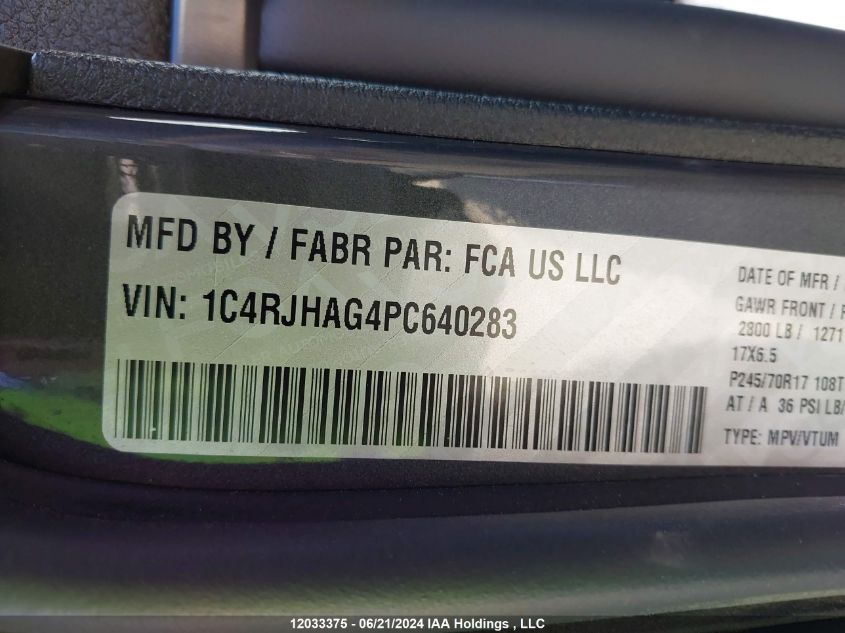 MFD BY / FABR PAR: FCA US LLC
VIN: 1C4RJHAG4PC640283
DATE OF MFR /
GAWR FRONT /
2800 LB / 1271
17X6.5
P245/70R17 108T
AT / A 36 PSI LB/
TYPE: MPV/VTUM
12033375 - 06/21/2024 IAA Holdings , LLC